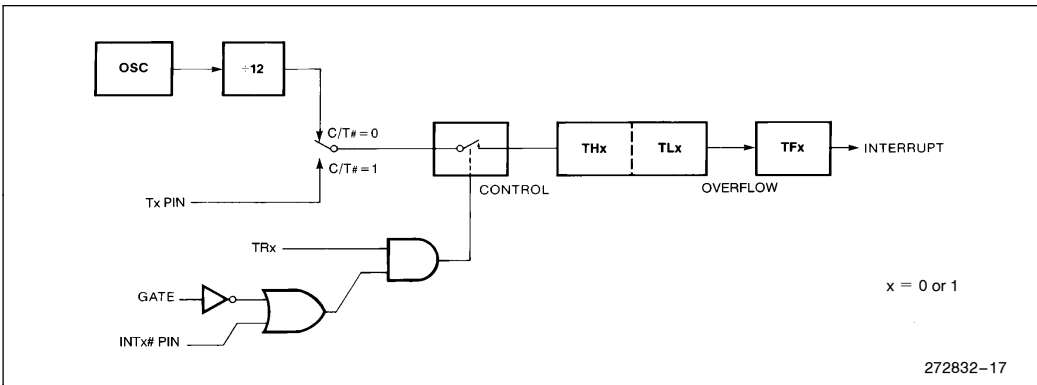 OSC
÷12
C/T# = 0
C/T# = 1
Tx PIN
CONTROL
THx
TLx
OVERFLOW
TFx
INTERRUPT
TRx
GATE
INTx# PIN
x = 0 or 1
272832–17